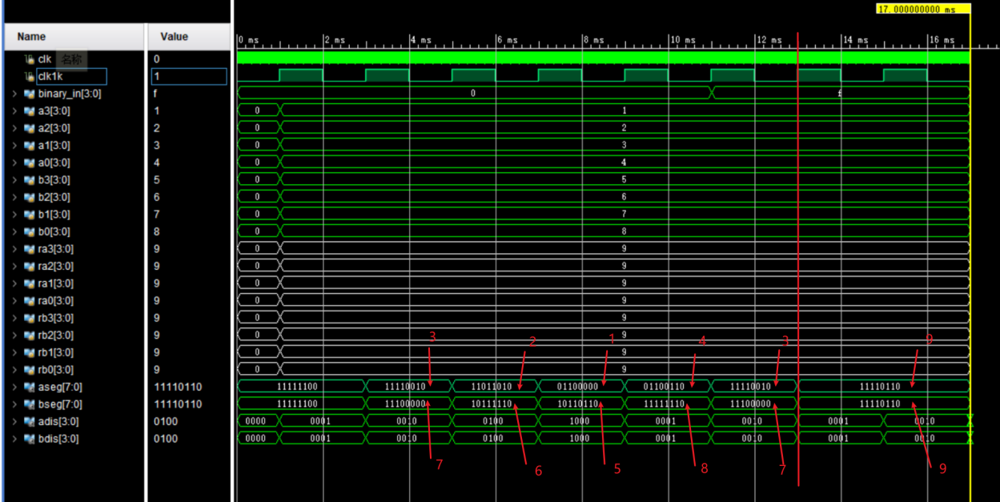 17.000000000 ms
Name Value 0 ms 2 ms 4 ms 6 ms 8 ms 10 ms 12 ms 14 ms 16 ms
clk 名称 0
clk1k 1
binary_in[3:0] f 0 f
a3[3:0] 1 0 1
a2[3:0] 2 0 2
a1[3:0] 3 0 3
a0[3:0] 4 0 4
b3[3:0] 5 0 5
b2[3:0] 6 0 6
b1[3:0] 7 0 7
b0[3:0] 8 0 8
ra3[3:0] 9 0 9
ra2[3:0] 9 0 9
ra1[3:0] 9 0 9
ra0[3:0] 9 0 9
rb3[3:0] 9 0 9
rb2[3:0] 9 0 9
3 2 1 4 3 9
rb1[3:0] 9 0 9
rb0[3:0] 9 0 9
aseg[7:0] 11110110 11111100 11110010 11011010 01100000 01100110 11110010 11110110
bseg[7:0] 11110110 11111100 11100000 10111110 10110110 11111110 11100000 11110110
adis[3:0] 0100 0000 0001 0010 0100 1000 0001 0010 0001 0010
bdis[3:0] 0100 0000 0001 0010 0100 1000 0001 0010 0001 0010
7 6 5 8 7 9